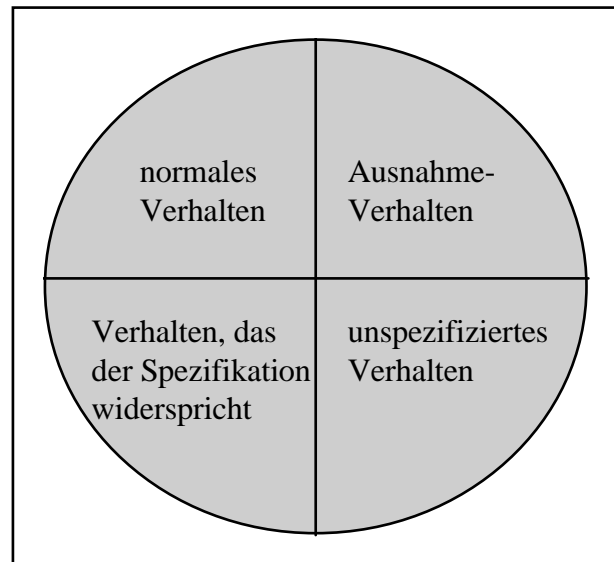 normales
Verhalten
Ausnahme-
Verhalten
Verhalten, das
der Spezifikation
widerspricht
unspezifiziertes
Verhalten